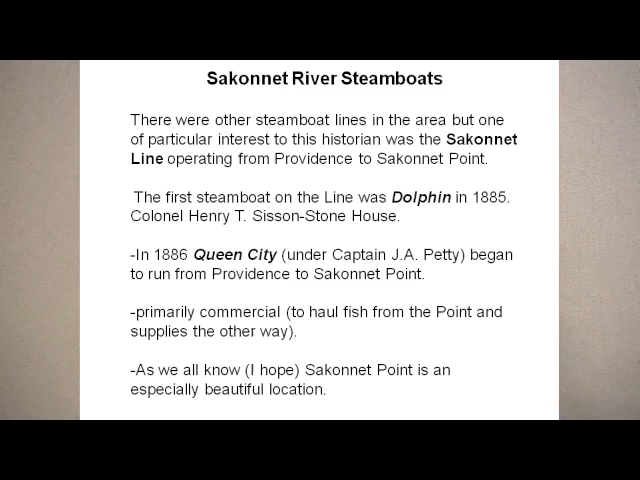 Sakonnet River Steamboats
There were other steamboat lines in the area but one
of particular interest to this historian was the Sakonnet
Line operating from Providence to Sakonnet Point.
The first steamboat on the Line was Dolphin in 1885.
Colonel Henry T. Sisson-Stone House.
-In 1886 Queen City (under Captain J.A. Petty) began
to run from Providence to Sakonnet Point.
-primarily commercial (to haul fish from the Point and
supplies the other way).
-As we all know (I hope) Sakonnet Point is an
especially beautiful location.